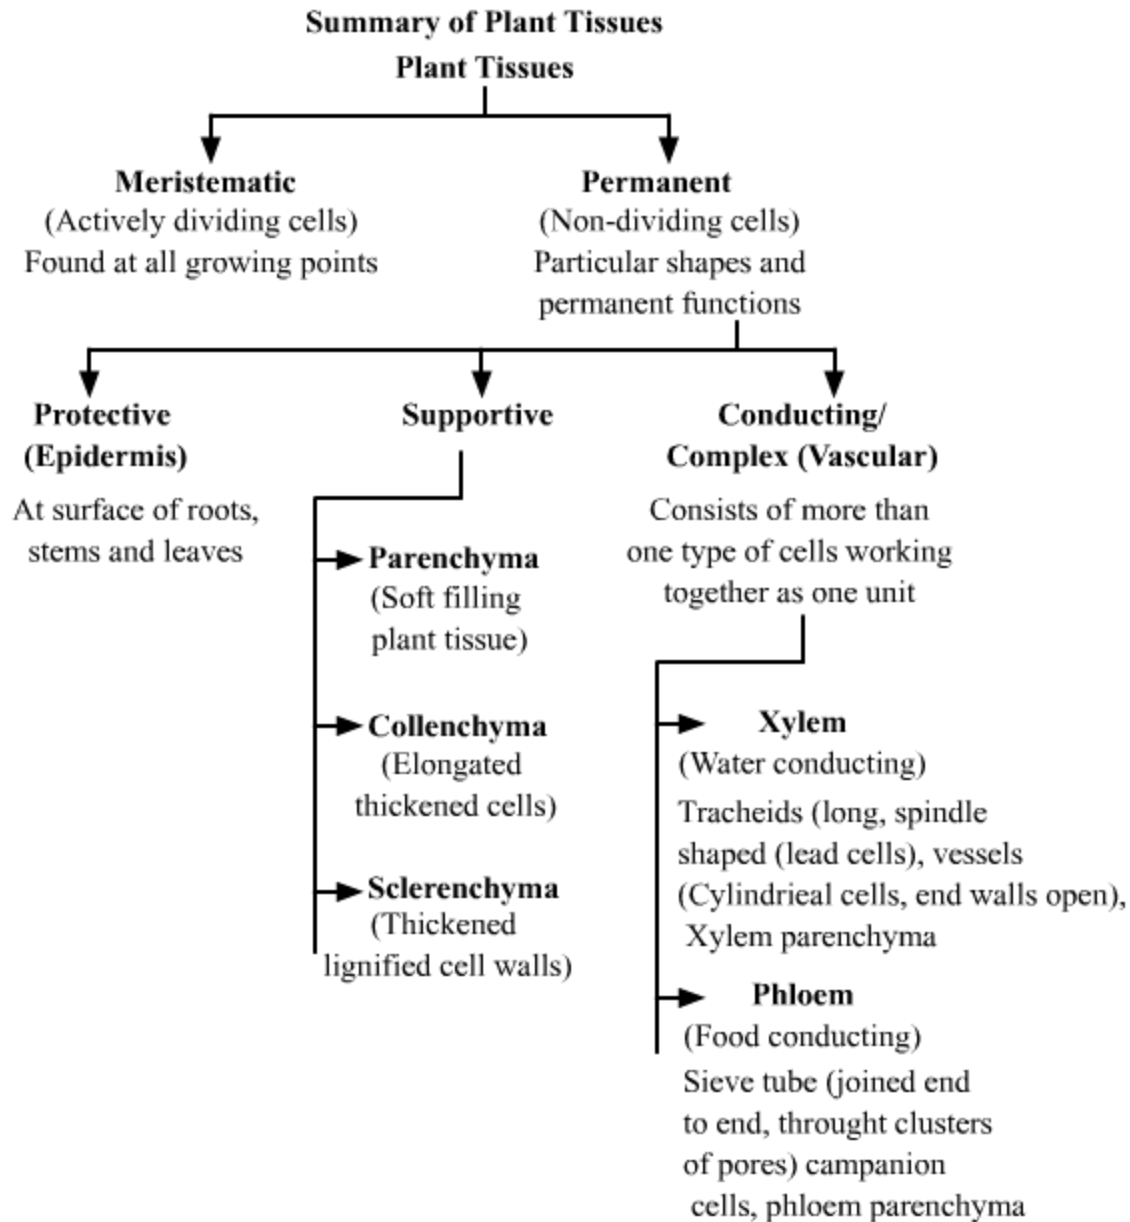 Summary of Plant Tissues
Plant Tissues
Meristematic
(Actively dividing cells)
Found at all growing points
Permanent
(Non-dividing cells)
Particular shapes and
permanent functions
Protective
(Epidermis)
At surface of roots,
stems and leaves
Supportive
Parenchyma
(Soft filling
plant tissue)
Collenchyma
(Elongated
thickened cells)
Sclerenchyma
(Thickened
lignified cell walls)
Conducting/
Complex (Vascular)
Consists of more than
one type of cells working
together as one unit
Xylem
(Water conducting)
Tracheids (long, spindle
shaped (lead cells), vessels
(Cylindrieal cells, end walls open),
Xylem parenchyma
Phloem
(Food conducting)
Sieve tube (joined end
to end, throught clusters
of pores) campanion
cells, phloem parenchyma